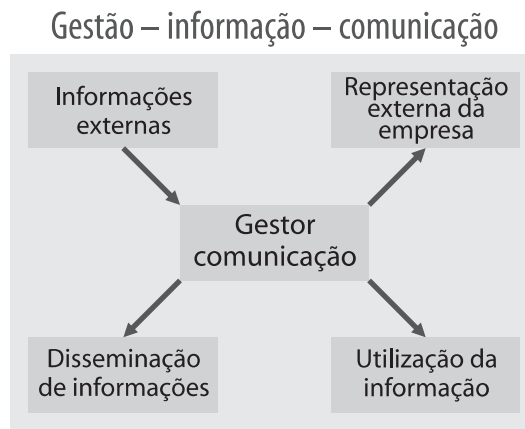 Gestão – informação – comunicação
Informações
externas
Representação
externa da
empresa
Gestor
comunicação
Disseminação
de informações
Utilização da
informação